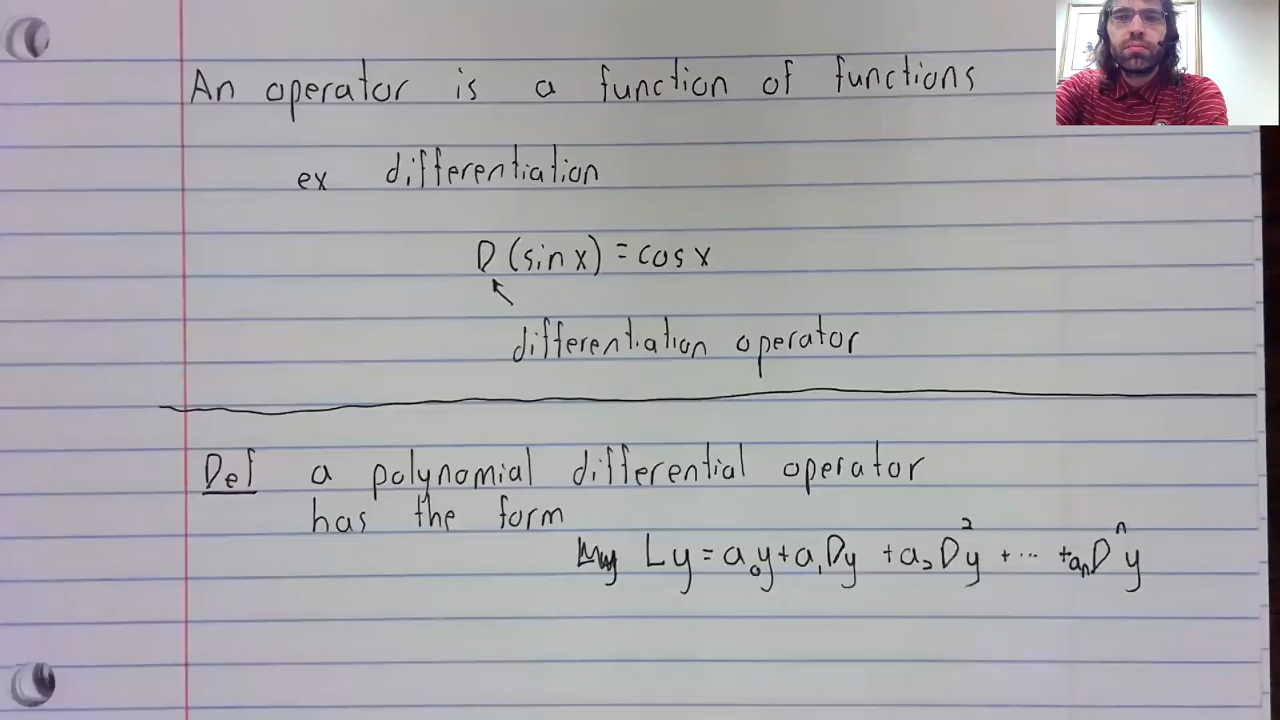 An operator is a function of functions
ex differentiation
D (sin x) = cos x
differentiation operator
Def a polynomial differential operator
has the form
Ly = a₀y + a₁Dy + a₂D²y + ... + aₙDⁿy